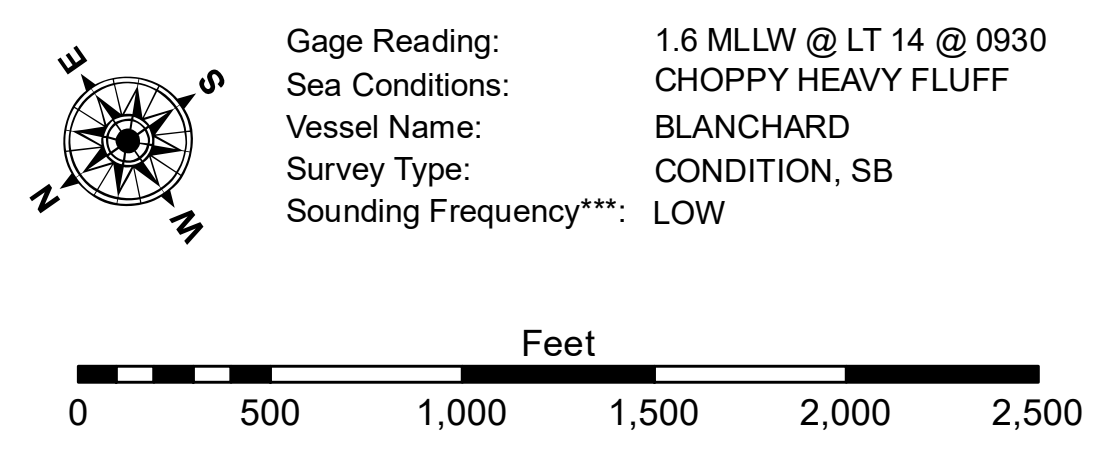 E
S
N
W
Gage Reading: 1.6 MLLW @ LT 14 @ 0930
Sea Conditions: CHOPPY HEAVY FLUFF
Vessel Name: BLANCHARD
Survey Type: CONDITION, SB
Sounding Frequency***: LOW
Feet
0 500 1,000 1,500 2,000 2,500